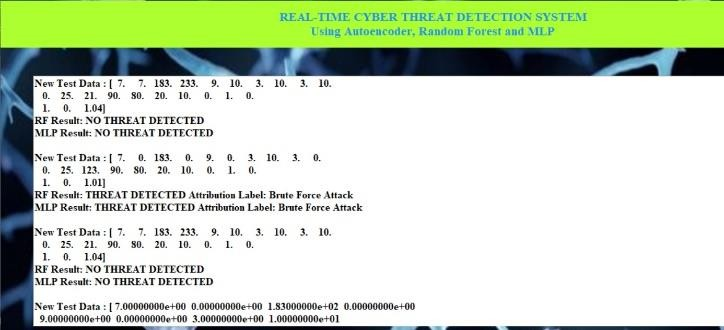 REAL-TIME CYBER THREAT DETECTION SYSTEM
Using Autoencoder, Random Forest and MLP
New Test Data : [ 7. 7. 183. 233. 9. 10. 3. 10. 3. 10.
0. 25. 21. 90. 80. 20. 10. 0. 1. 0.
1. 0. 1.04]
RF Result: NO THREAT DETECTED
MLP Result: NO THREAT DETECTED
New Test Data : [ 7. 0. 183. 0. 9. 0. 3. 10. 3. 0.
0. 25. 123. 90. 80. 20. 10. 0. 1. 0.
1. 0. 1.01]
RF Result: THREAT DETECTED Attribution Label: Brute Force Attack
MLP Result: THREAT DETECTED Attribution Label: Brute Force Attack
New Test Data : [ 7. 7. 183. 233. 9. 10. 3. 10. 3. 10.
0. 25. 21. 90. 80. 20. 10. 0. 1. 0.
1. 0. 1.04]
RF Result: NO THREAT DETECTED
MLP Result: NO THREAT DETECTED
New Test Data : [ 7.00000000e+00 0.00000000e+00 1.83000000e+02 0.00000000e+00
9.00000000e+00 0.00000000e+00 3.00000000e+00 1.00000000e+01